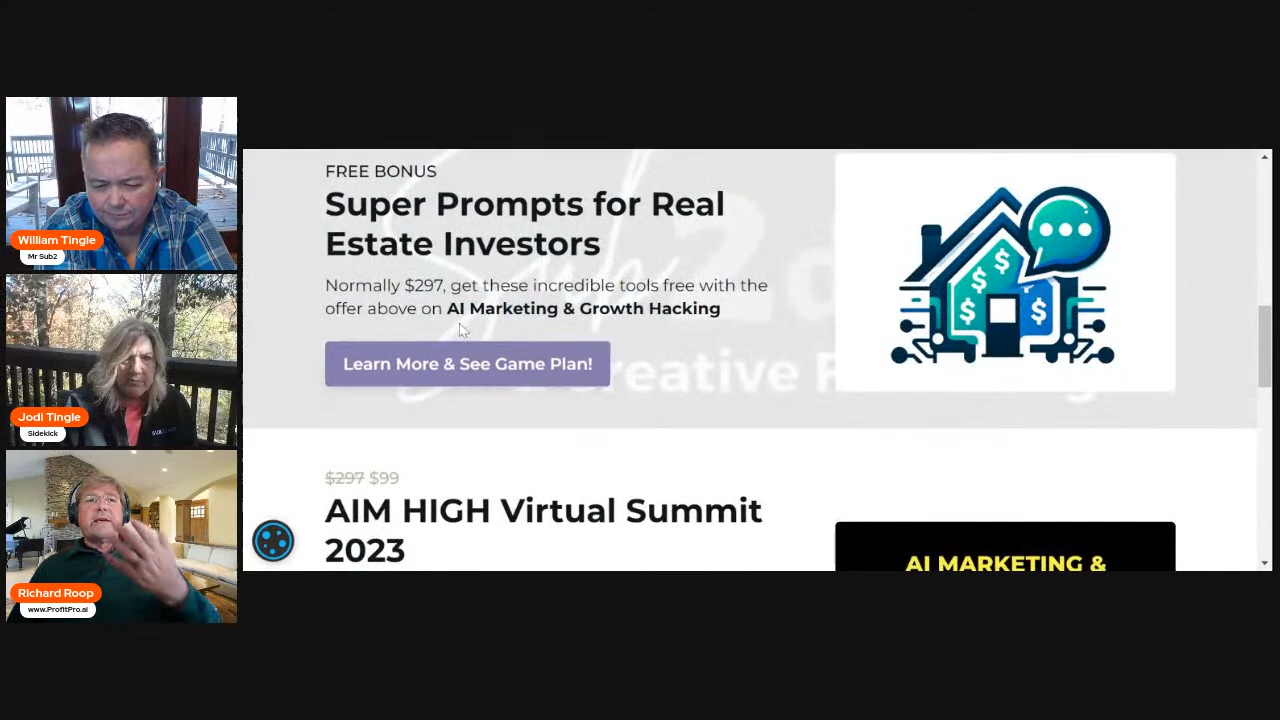 William Tingle
Mr Sub2
Jodi Tingle
Sidekick
Richard Roop
www.ProfitPro.ai
FREE BONUS
Super Prompts for Real
Estate Investors
Normally $297, get these incredible tools free with the
offer above on AI Marketing & Growth Hacking
Learn More & See Game Plan!
$297 $99
AIM HIGH Virtual Summit
2023
AI MARKETING &